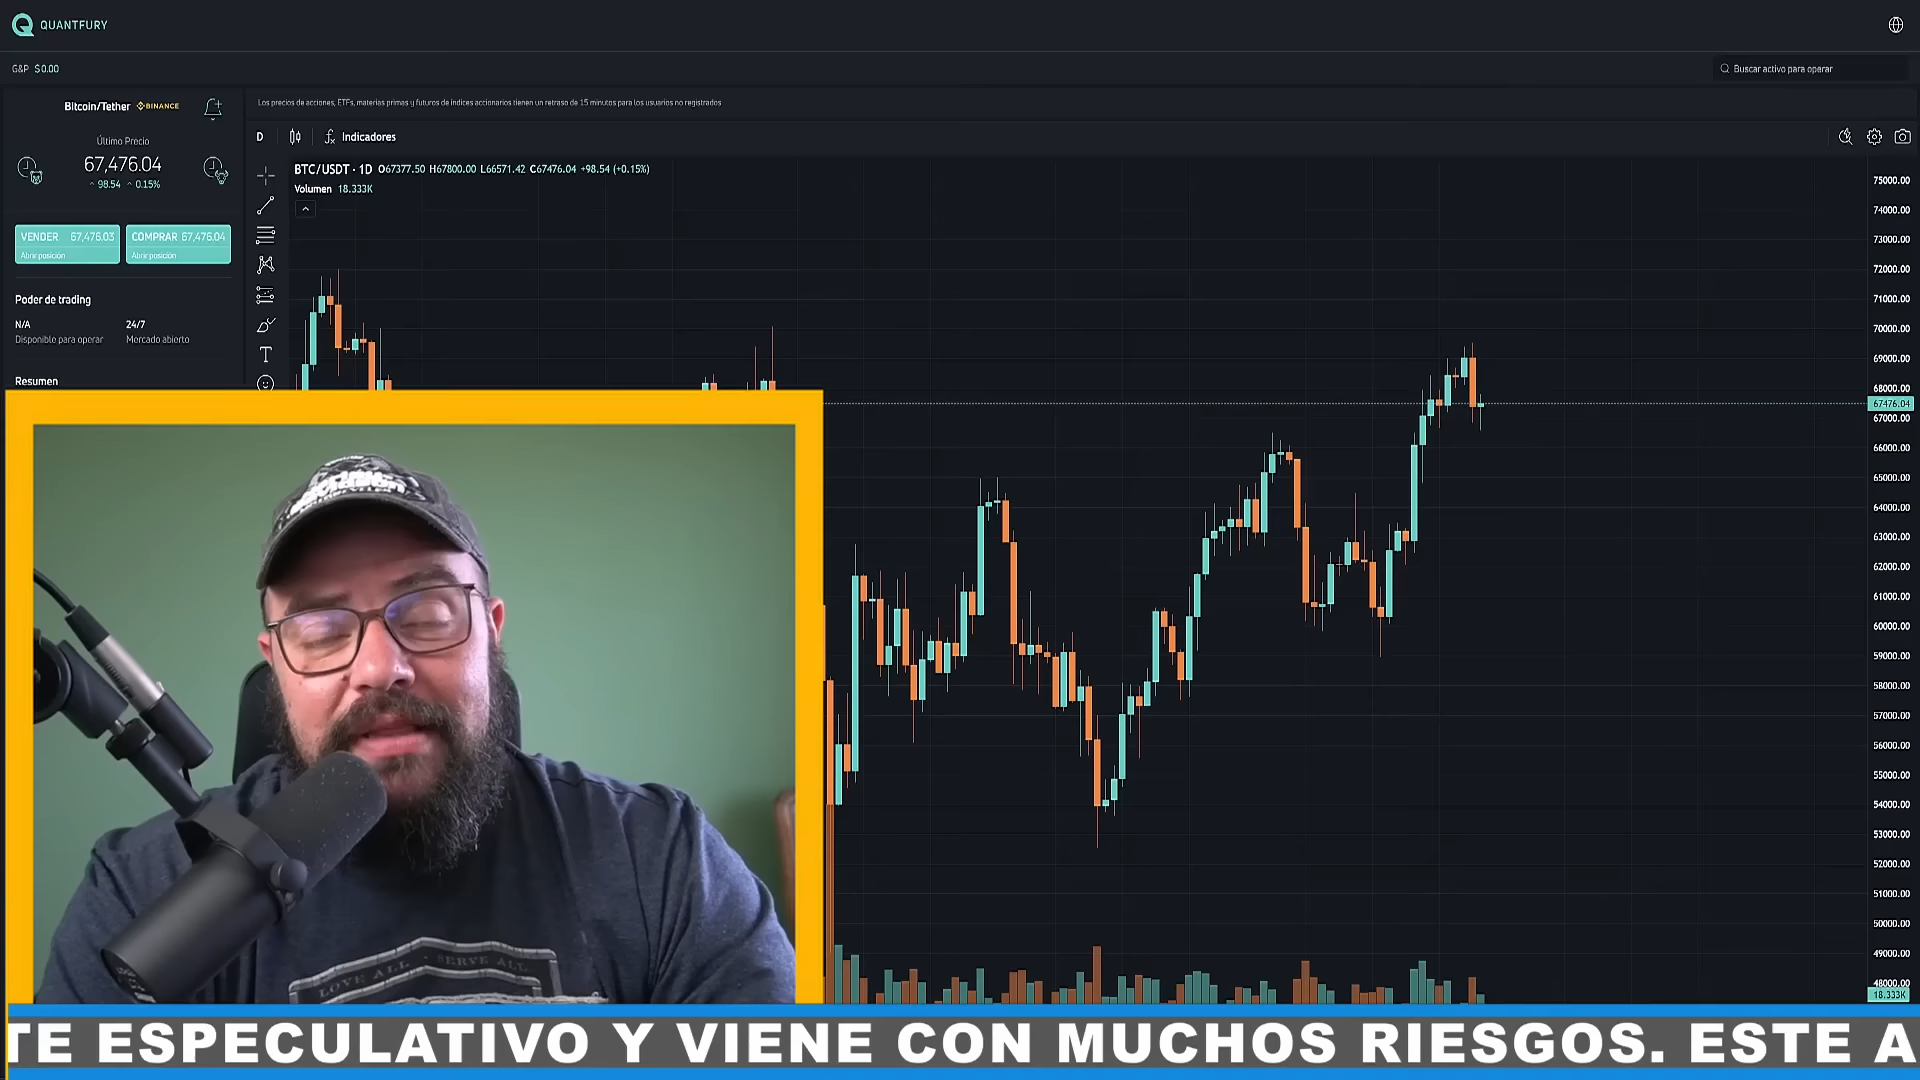 QUANTFURY
G&P $0.00
Buscar activo para operar
Bitcoin/Tether BINANCE
Los precios de acciones, ETFs, materias primas y futuros de índices accionarios tienen un retraso de 15 minutos para los usuarios no registrados
Último Precio
67,476.04
98.54 0.15%
D
Indicadores
BTC/USDT · 1D O67377.50 H67800.00 L66571.42 C67476.04 +98.54 (+0.15%)
Volumen 18.333K
VENDER 67,476.03
Abrir posición
COMPRAR 67,476.04
Abrir posición
Poder de trading
N/A
Disponible para operar
24/7
Mercado abierto
Resumen
75000.00
74000.00
73000.00
72000.00
71000.00
70000.00
69000.00
68000.00
67476.04
67000.00
66000.00
65000.00
64000.00
63000.00
62000.00
61000.00
60000.00
59000.00
58000.00
57000.00
56000.00
55000.00
54000.00
53000.00
52000.00
51000.00
50000.00
49000.00
48000.00
18.333K
LOVE ALL · SERVE ALL
TE ESPECULATIVO Y VIENE CON MUCHOS RIESGOS. ESTE A